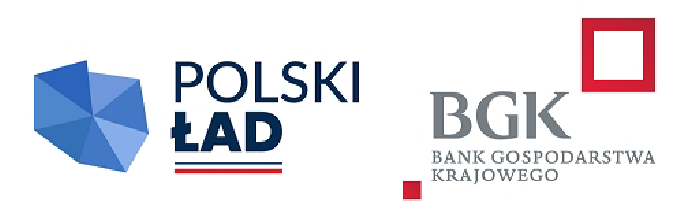 POLSKI
ŁAD
BGK
BANK GOSPODARSTWA
KRAJOWEGO